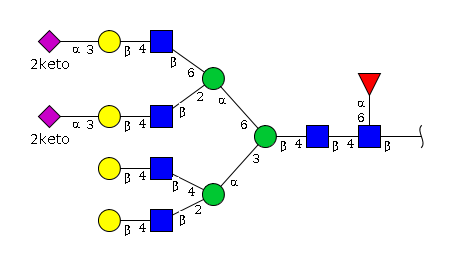 α 3 β 4 β
2keto 6
2 α
α 3 β 4 β α
2keto 6 6
β 4 β 4 β
3
β 4 β 4 α
2
β 4 β